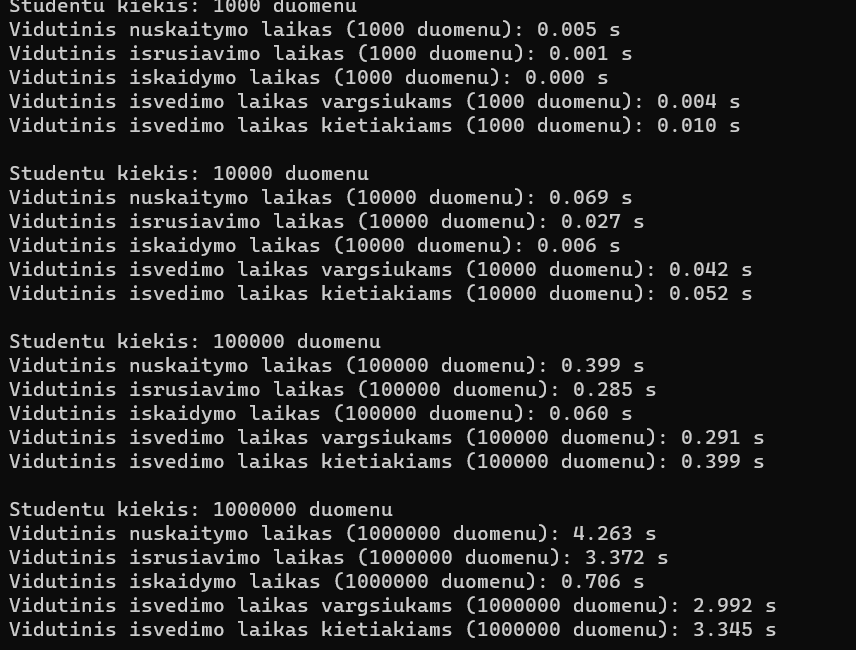 Studentu kiekis: 1000 duomenu
Vidutinis nuskaitymo laikas (1000 duomenu): 0.005 s
Vidutinis isrusiavimo laikas (1000 duomenu): 0.001 s
Vidutinis iskaidymo laikas (1000 duomenu): 0.000 s
Vidutinis isvedimo laikas vargsiukams (1000 duomenu): 0.004 s
Vidutinis isvedimo laikas kietiakiams (1000 duomenu): 0.010 s

Studentu kiekis: 10000 duomenu
Vidutinis nuskaitymo laikas (10000 duomenu): 0.069 s
Vidutinis isrusiavimo laikas (10000 duomenu): 0.027 s
Vidutinis iskaidymo laikas (10000 duomenu): 0.006 s
Vidutinis isvedimo laikas vargsiukams (10000 duomenu): 0.042 s
Vidutinis isvedimo laikas kietiakiams (10000 duomenu): 0.052 s

Studentu kiekis: 100000 duomenu
Vidutinis nuskaitymo laikas (100000 duomenu): 0.399 s
Vidutinis isrusiavimo laikas (100000 duomenu): 0.285 s
Vidutinis iskaidymo laikas (100000 duomenu): 0.060 s
Vidutinis isvedimo laikas vargsiukams (100000 duomenu): 0.291 s
Vidutinis isvedimo laikas kietiakiams (100000 duomenu): 0.399 s

Studentu kiekis: 1000000 duomenu
Vidutinis nuskaitymo laikas (1000000 duomenu): 4.263 s
Vidutinis isrusiavimo laikas (1000000 duomenu): 3.372 s
Vidutinis iskaidymo laikas (1000000 duomenu): 0.706 s
Vidutinis isvedimo laikas vargsiukams (1000000 duomenu): 2.992 s
Vidutinis isvedimo laikas kietiakiams (1000000 duomenu): 3.345 s